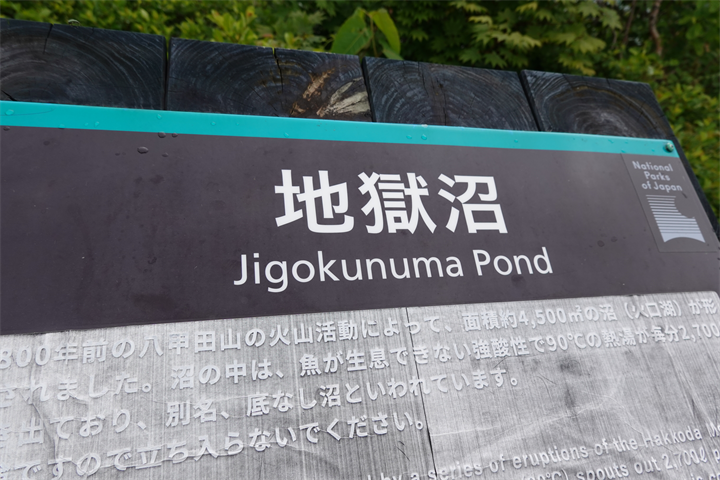 地獄沼
Jigokunuma Pond
National
Parks
of Japan
800年前の八甲田山の火山活動によって、面積約4,500㎡の沼（火口湖）が形
されました。沼の中は、魚が生息できない強酸性で90℃の熱湯が毎分2,700
出ており、別名、底なし沼といわれています。
ですので立ち入らないでください。
by a series of eruptions of the Hakkoda M
spouts out 2,700L p